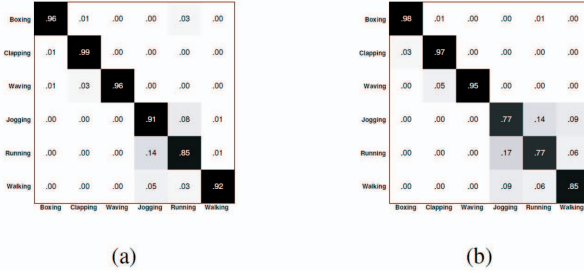 Boxing .96 .01 .00 .00 .03 .00
Clapping .01 .99 .00 .00 .00 .00
Waving .01 .03 .96 .00 .00 .00
Jogging .00 .00 .00 .91 .08 .01
Running .00 .00 .00 .14 .85 .01
Walking .00 .00 .00 .05 .03 .92
Boxing Clapping Waving Jogging Running Walking
(a)
Boxing .98 .01 .00 .00 .01 .00
Clapping .03 .97 .00 .00 .00 .00
Waving .00 .05 .95 .00 .00 .00
Jogging .00 .00 .00 .77 .14 .09
Running .00 .00 .00 .17 .77 .06
Walking .00 .00 .00 .09 .06 .85
Boxing Clapping Waving Jogging Running Walking
(b)